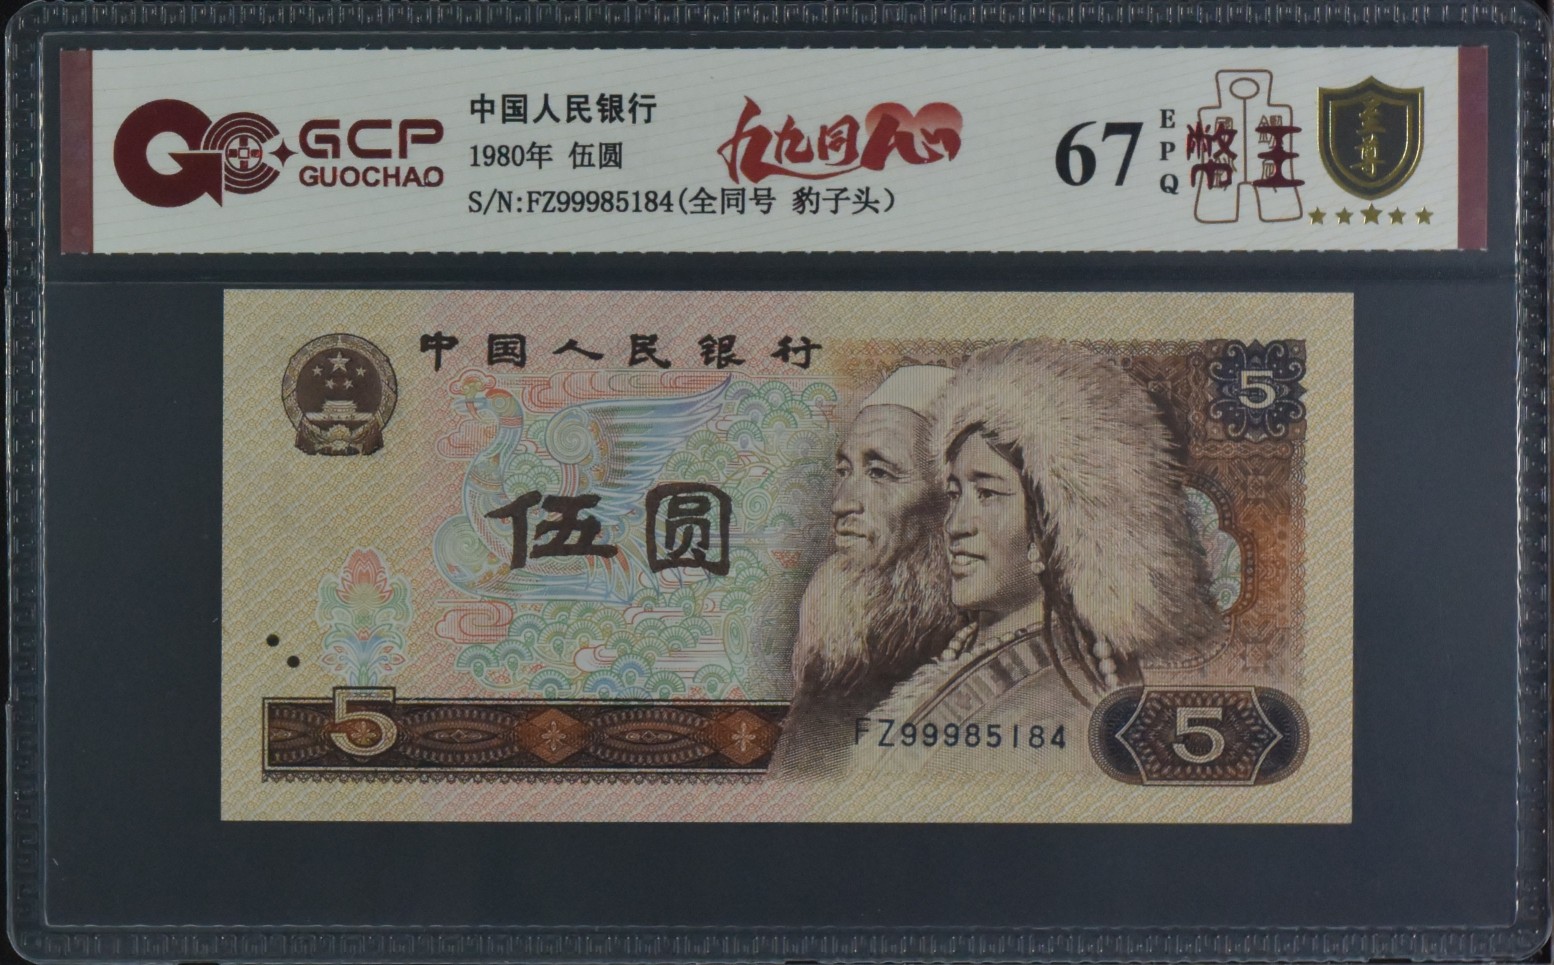 GCP
GUOCHAO
中国人民银行
1980年 伍圆
S/N:FZ99985184(全同号 豹子头)
九九同心
67
EPQ
至尊
中国人民银行
5
伍圆
5
FZ99985184
5